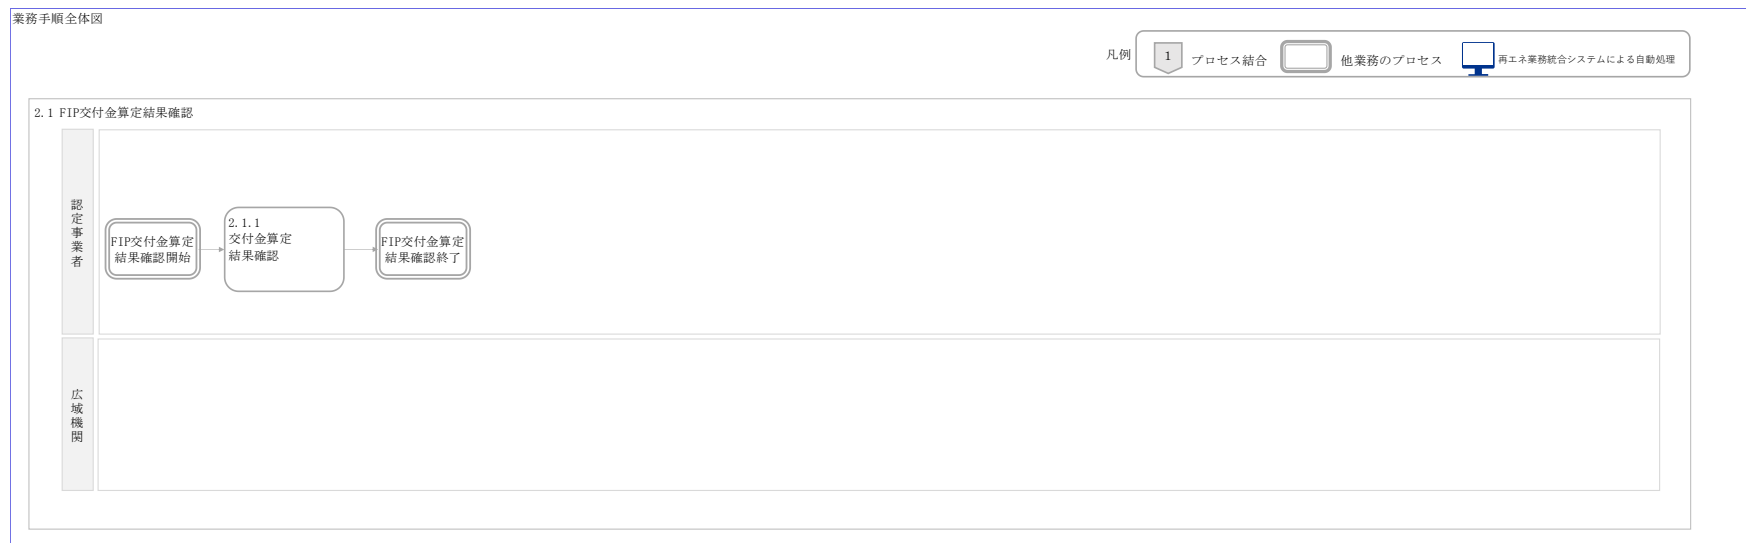 業務手順全体図
凡例
1
プロセス結合
他業務のプロセス
再エネ業務統合システムによる自動処理
2.1 FIP交付金算定結果確認
認定事業者
FIP交付金算定
結果確認開始
2.1.1
交付金算定
結果確認
FIP交付金算定
結果確認終了
広域機関